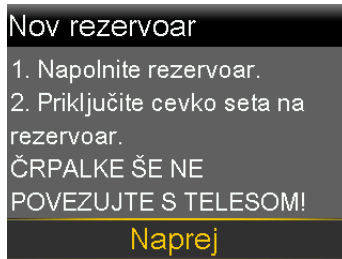 Nov rezervoar
1. Napolnite rezervoar.
2. Priključite cevko seta na
rezervoar.
ČRPALKE ŠE NE
POVEZUJTE S TELESOM!
Naprej